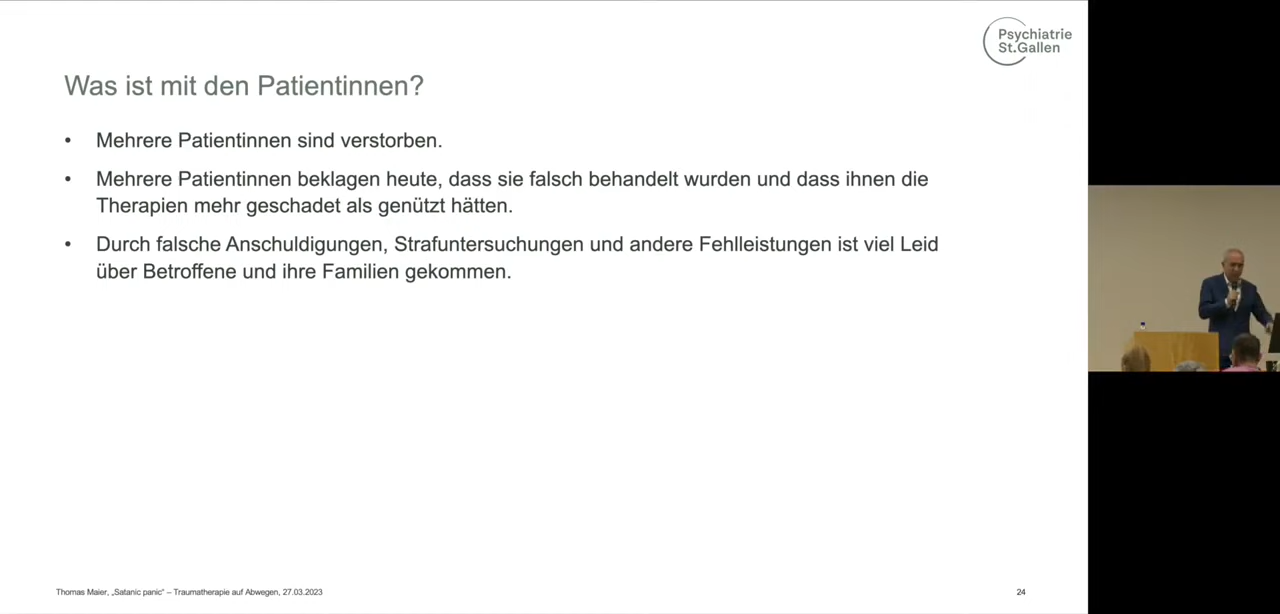 Psychiatrie
St.Gallen
Was ist mit den Patientinnen?
• Mehrere Patientinnen sind verstorben.
• Mehrere Patientinnen beklagen heute, dass sie falsch behandelt wurden und dass ihnen die
Therapien mehr geschadet als genützt hätten.
• Durch falsche Anschuldigungen, Strafuntersuchungen und andere Fehlleistungen ist viel Leid
über Betroffene und ihre Familien gekommen.
Thomas Maier, „Satanic panic“ – Traumatherapie auf Abwegen, 27.03.2023
24